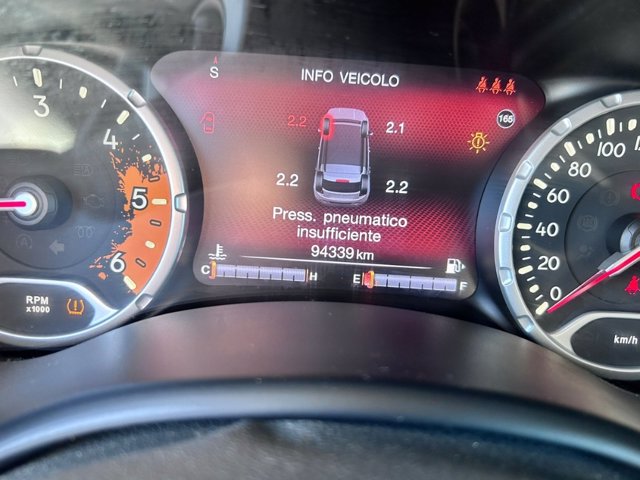 S
INFO VEICOLO
165
2.2
2.1
2.2
2.2
Press. pneumatico
insufficiente
94339 km
C
H
E
F
3
4
5
6
RPM
x1000
0
20
40
60
80
100
120
km/h